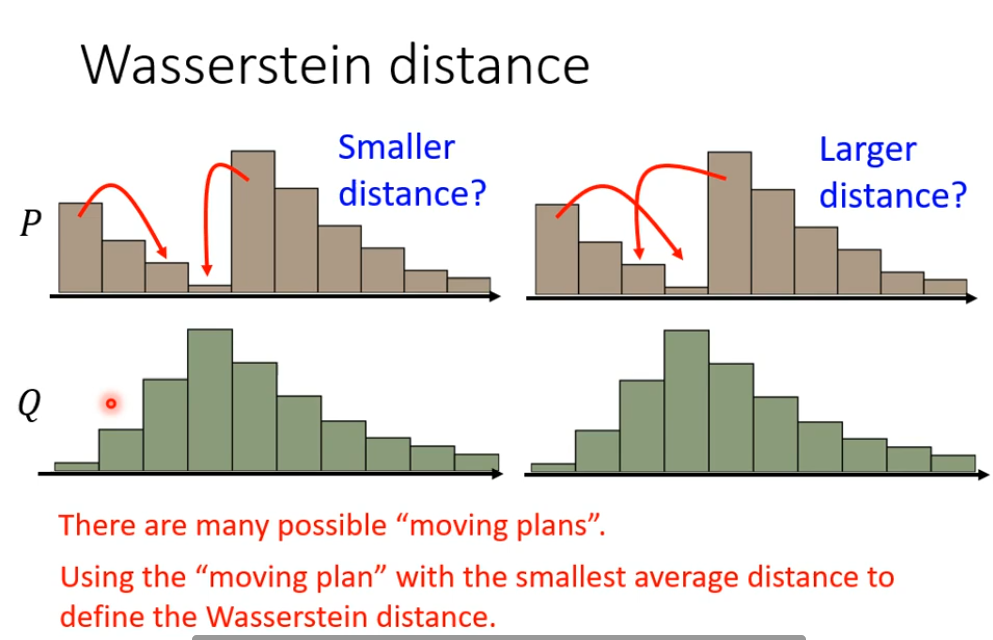 Wasserstein distance
Smaller
distance?
Larger
distance?
P
Q
There are many possible “moving plans”.
Using the “moving plan” with the smallest average distance to
define the Wasserstein distance.